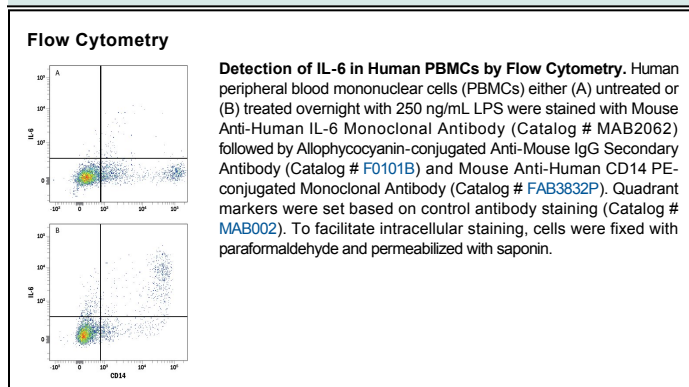 Flow Cytometry
Detection of IL-6 in Human PBMCs by Flow Cytometry. Human
peripheral blood mononuclear cells (PBMCs) either (A) untreated or
(B) treated overnight with 250 ng/mL LPS were stained with Mouse
Anti-Human IL-6 Monoclonal Antibody (Catalog # MAB2062)
followed by Allophycocyanin-conjugated Anti-Mouse IgG Secondary
Antibody (Catalog # F0101B) and Mouse Anti-Human CD14 PE-
conjugated Monoclonal Antibody (Catalog # FAB3832P). Quadrant
markers were set based on control antibody staining (Catalog #
MAB002). To facilitate intracellular staining, cells were fixed with
paraformaldehyde and permeabilized with saponin.
A
IL-6
0
0
B
IL-6
0
0
CD14